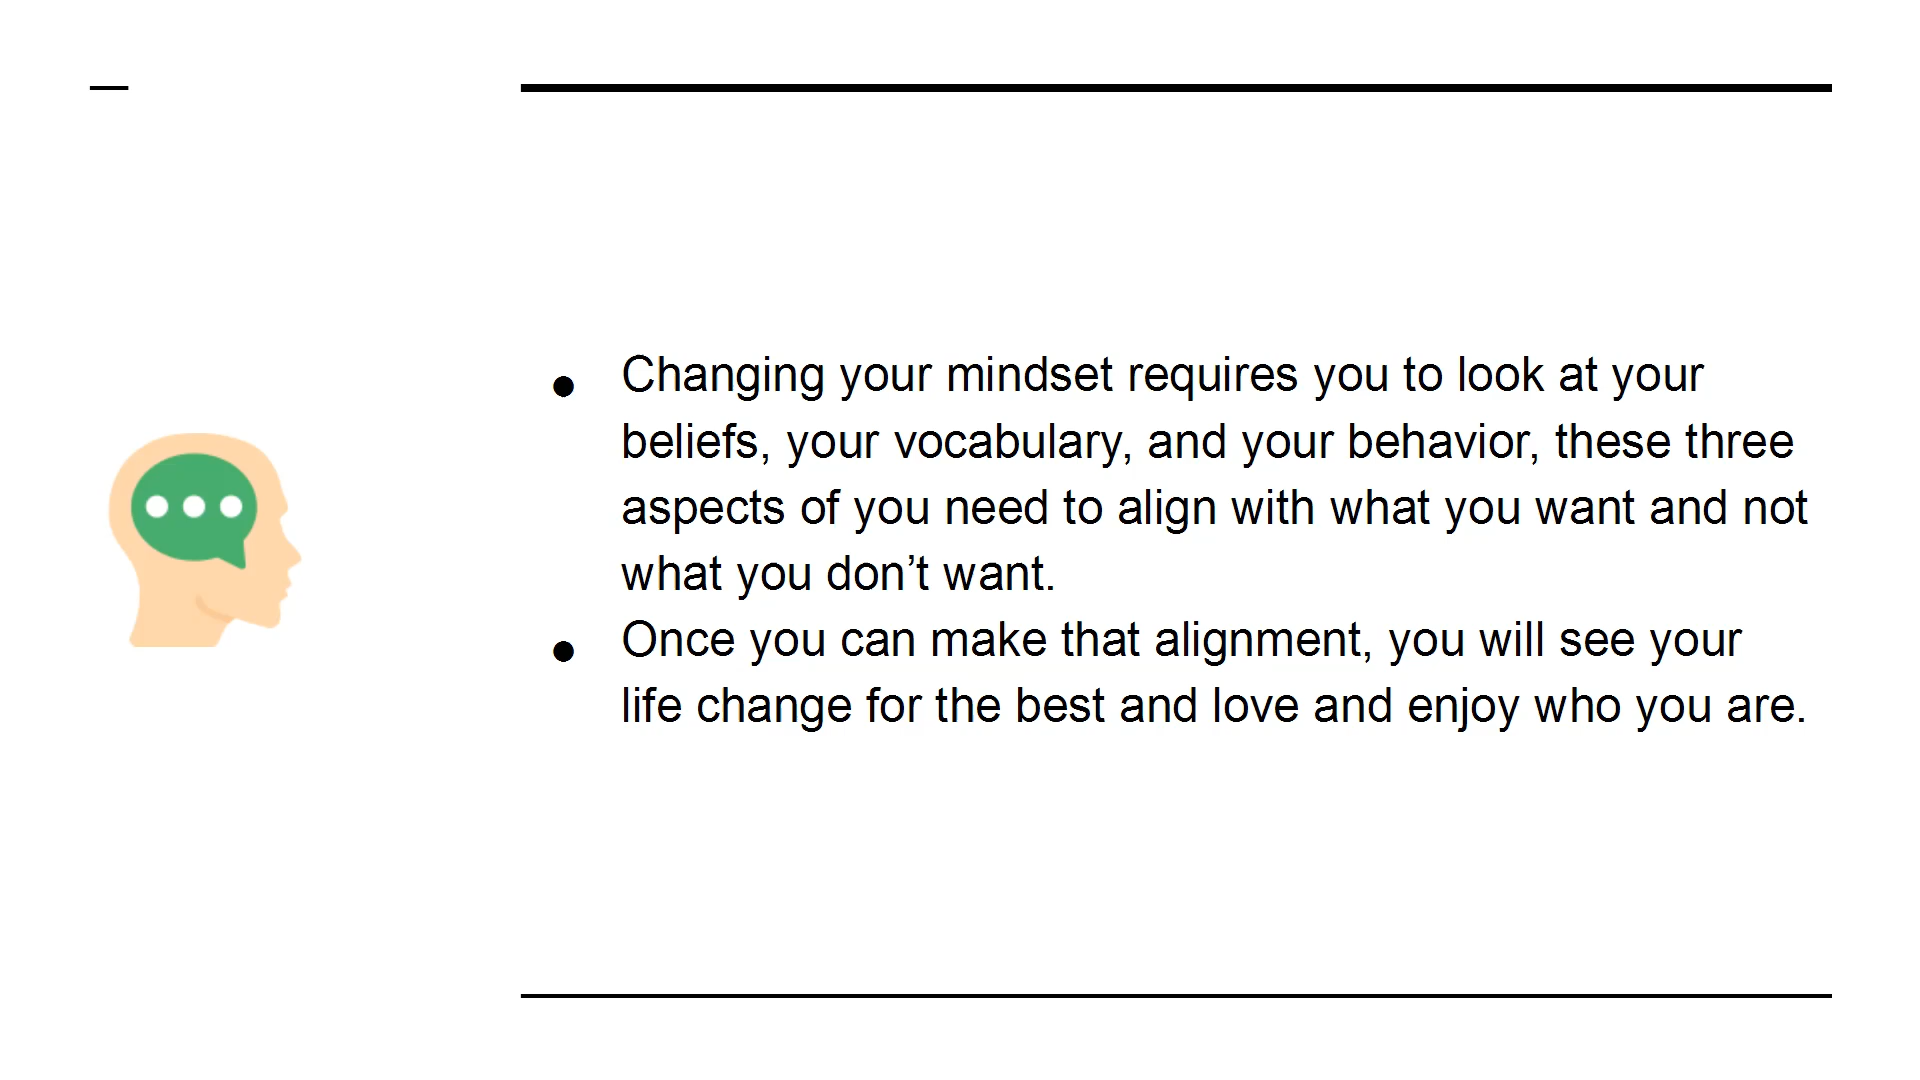 ● Changing your mindset requires you to look at your
beliefs, your vocabulary, and your behavior, these three
aspects of you need to align with what you want and not
what you don’t want.
● Once you can make that alignment, you will see your
life change for the best and love and enjoy who you are.